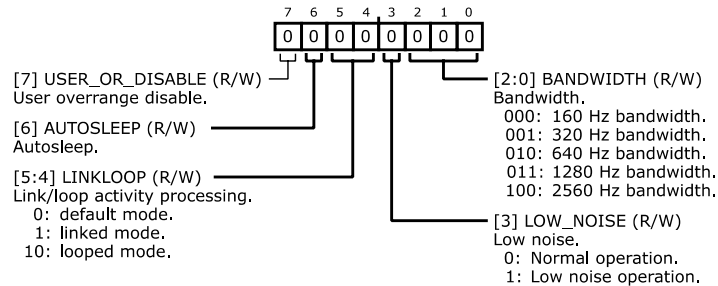 7 6 5 4 3 2 1 0
0 0 0 0 0 0 0 0
[7] USER_OR_DISABLE (R/W)
User overrange disable.
[6] AUTOSLEEP (R/W)
Autosleep.
[5:4] LINKLOOP (R/W)
Link/loop activity processing.
0: default mode.
1: linked mode.
10: looped mode.
[2:0] BANDWIDTH (R/W)
Bandwidth.
000: 160 Hz bandwidth.
001: 320 Hz bandwidth.
010: 640 Hz bandwidth.
011: 1280 Hz bandwidth.
100: 2560 Hz bandwidth.
[3] LOW_NOISE (R/W)
Low noise.
0: Normal operation.
1: Low noise operation.